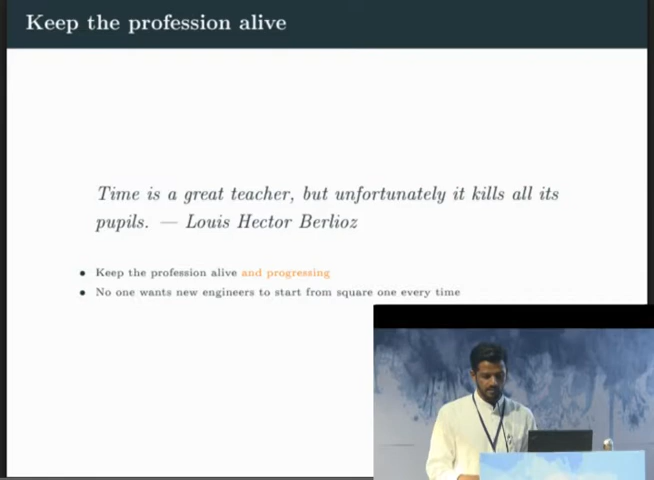 Keep the profession alive
Time is a great teacher, but unfortunately it kills all its
pupils. — Louis Hector Berlioz
• Keep the profession alive and progressing
• No one wants new engineers to start from square one every time